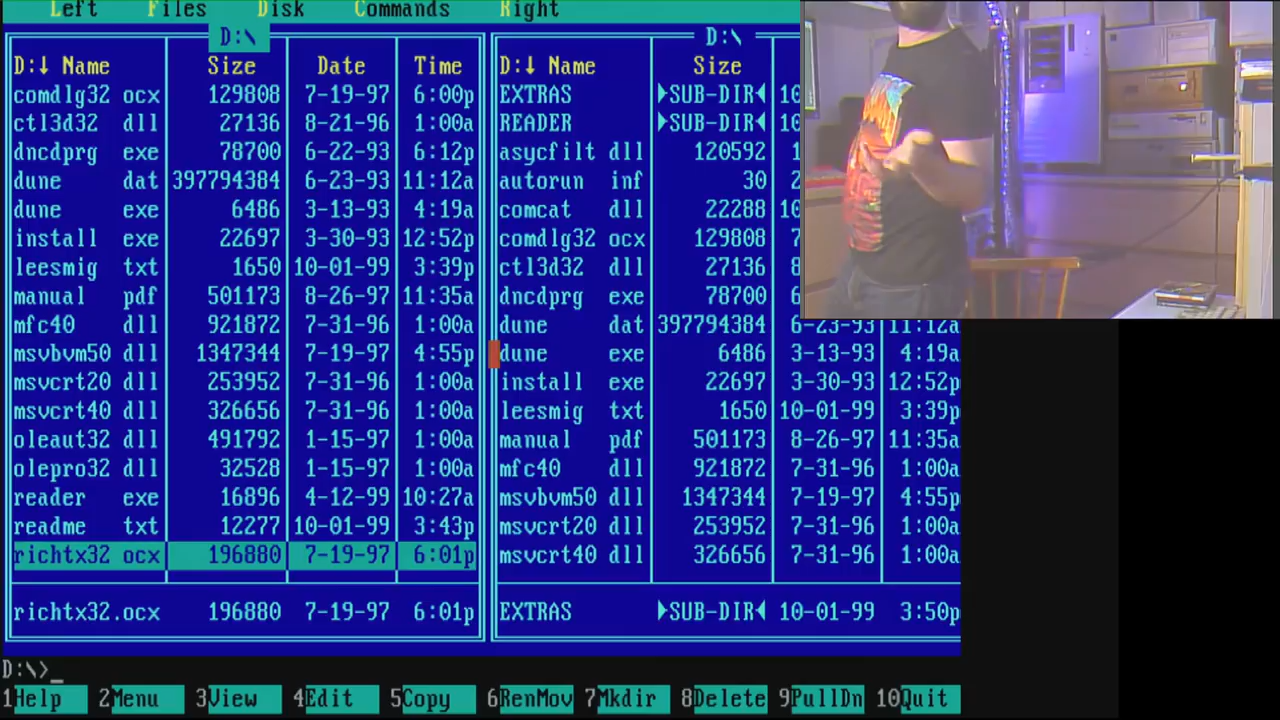 Left Files Disk Commands Right
D:\ D:\
D:↓ Name Size Date Time D:↓ Name Size
comdlg32 ocx 129808 7-19-97 6:00p EXTRAS ►SUB-DIR◄ 10
ctl3d32 dll 27136 8-21-96 1:00a READER ►SUB-DIR◄ 10
dncdprg exe 78700 6-22-93 6:12p asycfilt dll 120592 1
dune dat 397794384 6-23-93 11:12a autorun inf 30 2
dune exe 6486 3-13-93 4:19a comcat dll 22288 10
install exe 22697 3-30-93 12:52p comdlg32 ocx 129808 7
leesmig txt 1650 10-01-99 3:39p ctl3d32 dll 27136 8
manual pdf 501173 8-26-97 11:35a dncdprg exe 78700 6
mfc40 dll 921872 7-31-96 1:00a dune dat 397794384 6-23-93 11:12a
msvbvm50 dll 1347344 7-19-97 4:55p dune exe 6486 3-13-93 4:19a
msvcrt20 dll 253952 7-31-96 1:00a install exe 22697 3-30-93 12:52p
msvcrt40 dll 326656 7-31-96 1:00a leesmig txt 1650 10-01-99 3:39p
oleaut32 dll 491792 1-15-97 1:00a manual pdf 501173 8-26-97 11:35a
olepro32 dll 32528 1-15-97 1:00a mfc40 dll 921872 7-31-96 1:00a
reader exe 16896 4-12-99 10:27a msvbvm50 dll 1347344 7-19-97 4:55p
readme txt 12277 10-01-99 3:43p msvcrt20 dll 253952 7-31-96 1:00a
richtx32 ocx 196880 7-19-97 6:01p msvcrt40 dll 326656 7-31-96 1:00a
richtx32.ocx 196880 7-19-97 6:01p EXTRAS ►SUB-DIR◄ 10-01-99 3:50p
D:\>_
1Help 2Menu 3View 4Edit 5Copy 6RenMov 7Mkdir 8Delete 9PullDn 10Quit